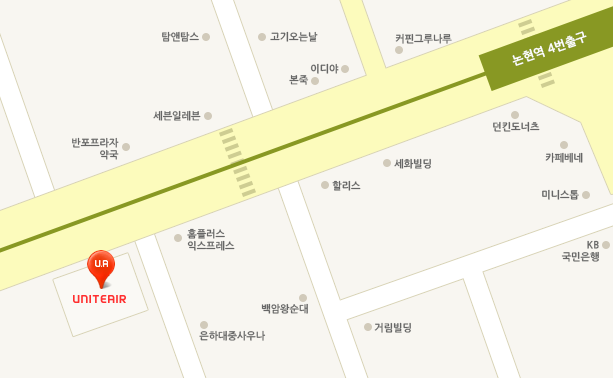 탐앤탐스
고기오는날
커핀그루나루
논현역 4번출구
이디야
본죽
세븐일레븐
반포프라자
약국
던킨도너츠
카페베네
세화빌딩
할리스
미니스톱
홈플러스
익스프레스
KB
국민은행
U.R
UNITEAIR
백암왕순대
은하대중사우나
거림빌딩